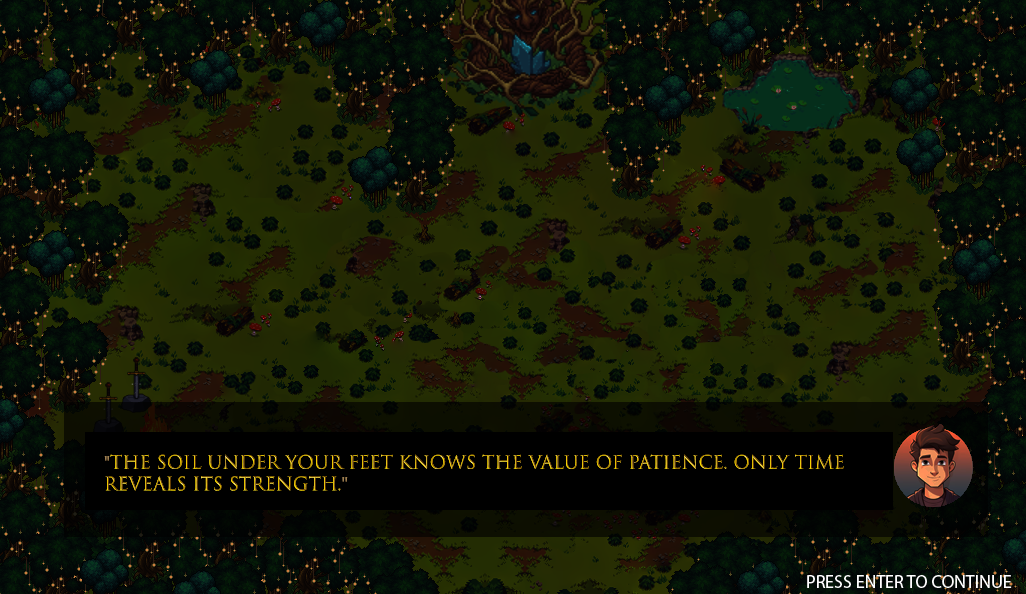 "THE SOIL UNDER YOUR FEET KNOWS THE VALUE OF PATIENCE. ONLY TIME
REVEALS ITS STRENGTH."
PRESS ENTER TO CONTINUE